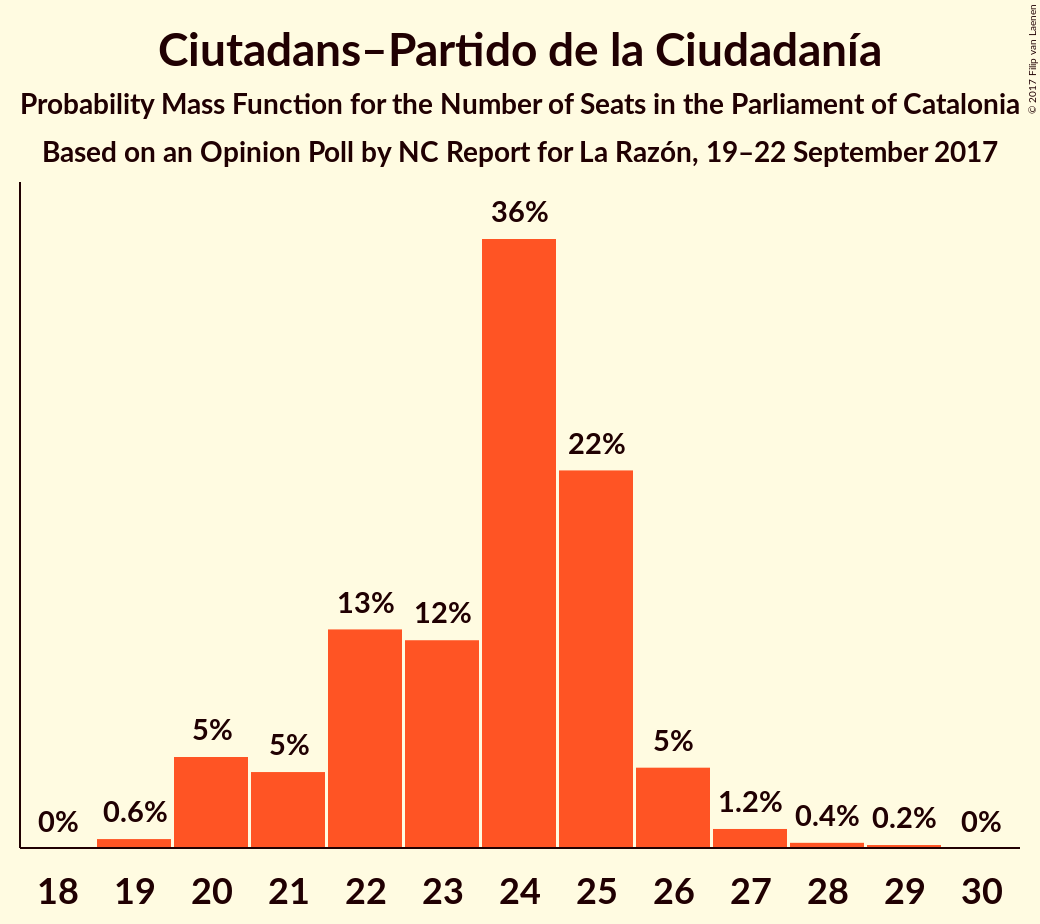 Ciutadans–Partido de la Ciudadanía
Probability Mass Function for the Number of Seats in the Parliament of Catalonia
Based on an Opinion Poll by NC Report for La Razón, 19–22 September 2017
© 2017 Filip van Laenen
0% 0.6% 5% 5% 13% 12% 36% 22% 5% 1.2% 0.4% 0.2% 0%
18 19 20 21 22 23 24 25 26 27 28 29 30